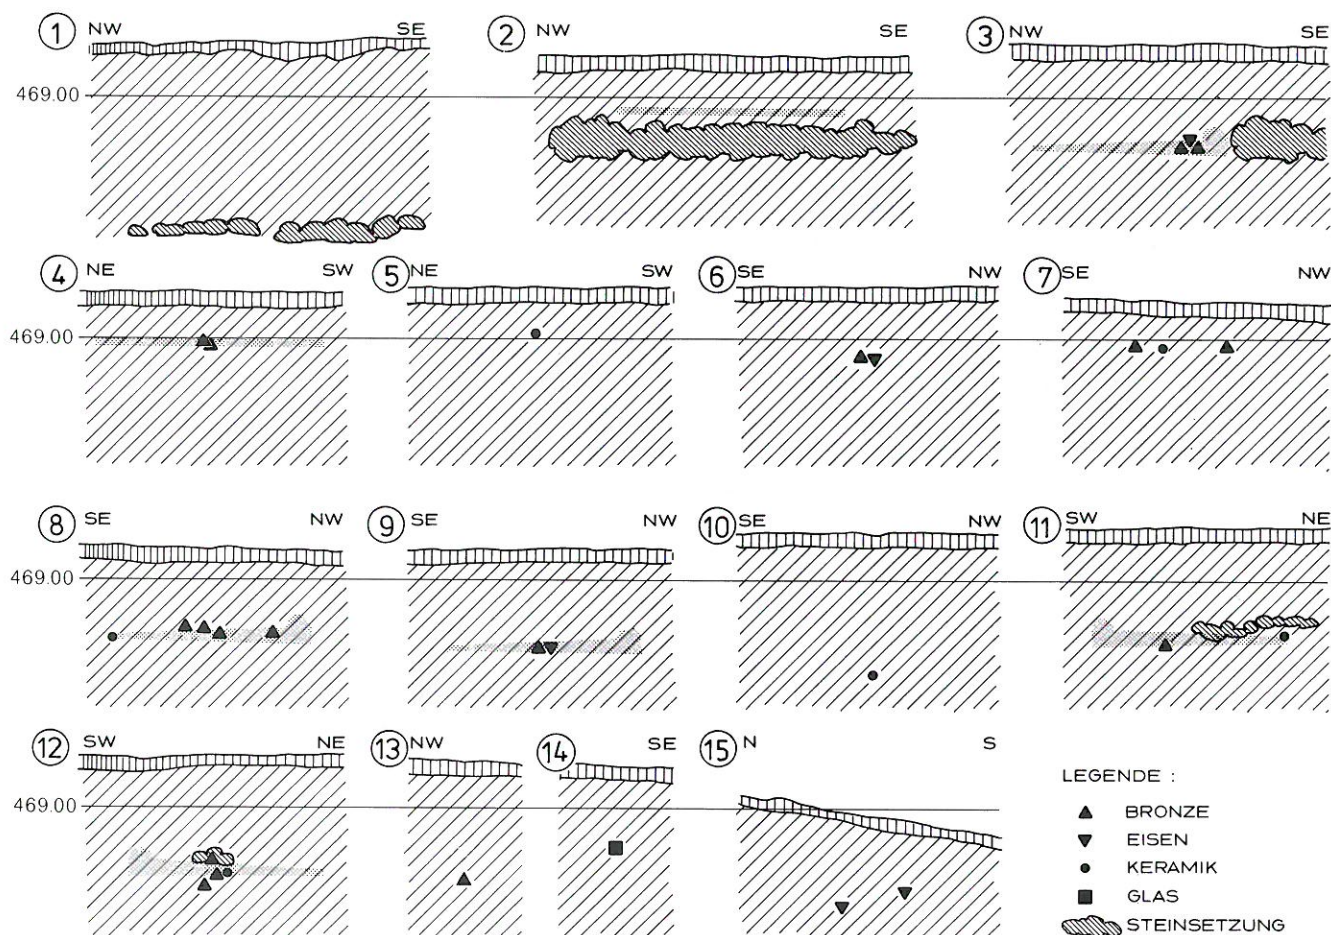 1 NW SE 2 NW SE 3 NW SE
469.00
4 NE SW 5 NE SW 6 SE NW 7 SE NW
469.00
8 SE NW 9 SE NW 10 SE NW 11 SW NE
469.00
12 SW NE 13 NW 14 SE 15 N S
469.00
LEGENDE :
BRONZE
EISEN
KERAMIK
GLAS
STEINSETZUNG